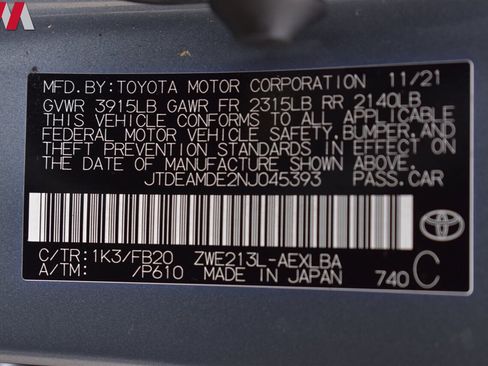 MFD.BY:TOYOTA MOTOR CORPORATION 11/21
GVWR 3915LB GAWR FR 2315LB RR 2140LB
THIS VEHICLE CONFORMS TO ALL APPLICABLE
FEDERAL MOTOR VEHICLE SAFETY,BUMPER,AND
THEFT PREVENTION STANDARDS IN EFFECT ON
THE DATE OF MANUFACTURE SHOWN ABOVE.
JTDEAMDE2NJ045393 PASS.CAR
C/TR:1K3/FB20 ZWE213L-AEXLBA
A/TM: /P610 MADE IN JAPAN 740 C